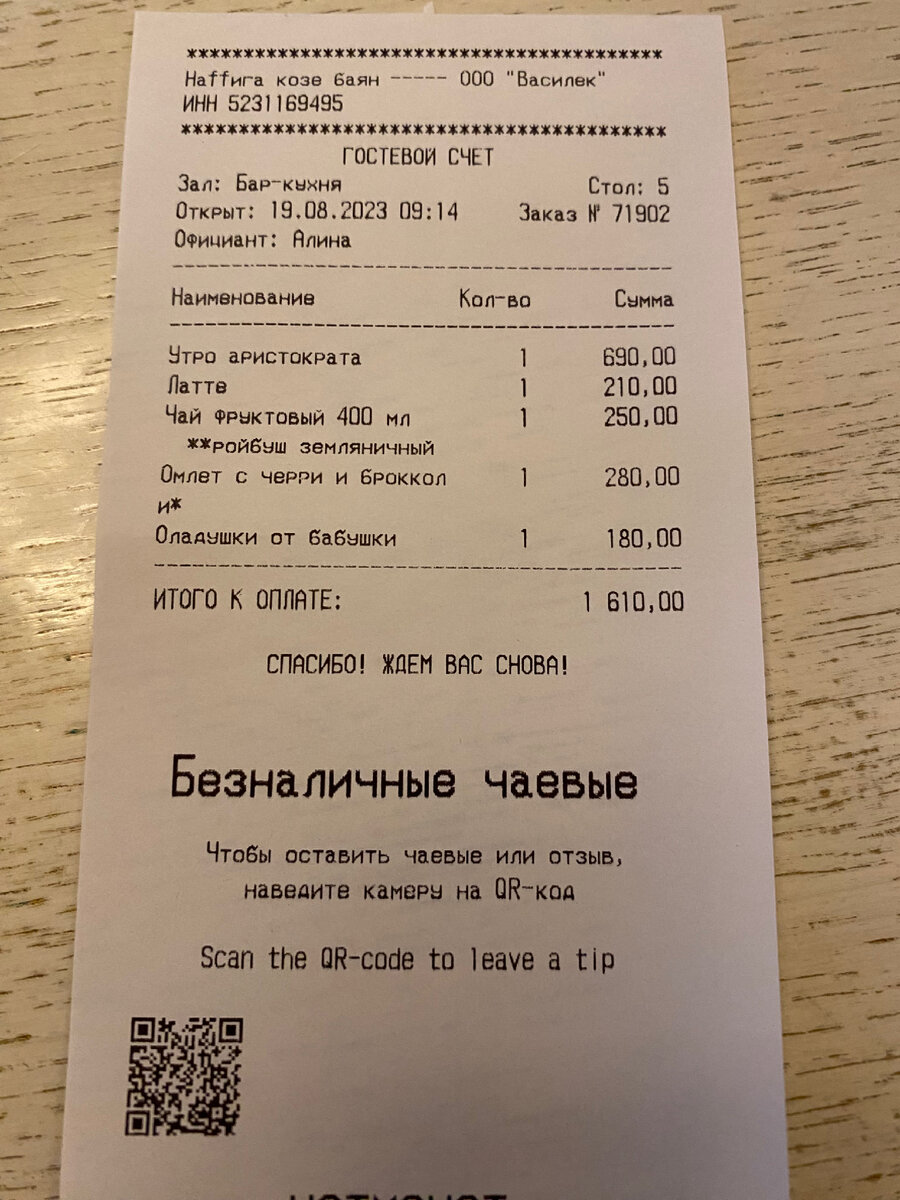 ******************************************
Наffига козе баян ----- ООО "Василек"
ИНН 5231169495
******************************************
ГОСТЕВОЙ СЧЕТ
Зал: Бар-кухня Стол: 5
Открыт: 19.08.2023 09:14 Заказ № 71902
Официант: Алина
Наименование Кол-во Сумма
Утро аристократа 1 690,00
Латте 1 210,00
Чай фруктовый 400 мл 1 250,00
**ройбуш земляничный
Омлет с черри и броккол 1 280,00
и*
Оладушки от бабушки 1 180,00
ИТОГО К ОПЛАТЕ: 1 610,00
СПАСИБО! ЖДЕМ ВАС СНОВА!
Безналичные чаевые
Чтобы оставить чаевые или отзыв,
наведите камеру на QR-код
Scan the QR-code to leave a tip